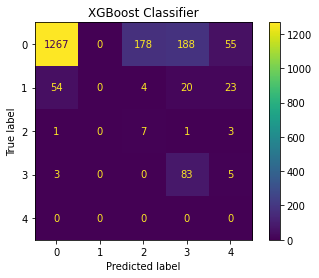 XGBoost Classifier
0 1267 0 178 188 55
1 54 0 4 20 23
2 1 0 7 1 3
3 3 0 0 83 5
4 0 0 0 0 0
0 1 2 3 4
Predicted label
True label
1200
1000
800
600
400
200
0